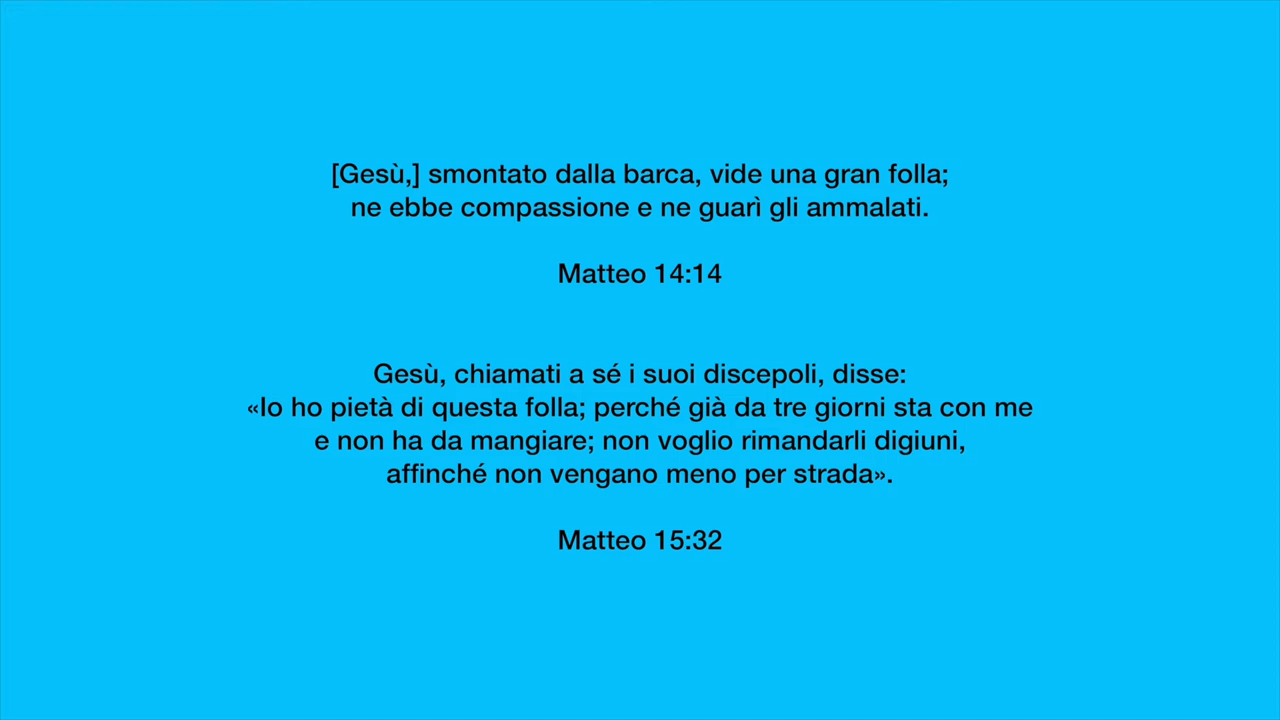 [Gesù,] smontato dalla barca, vide una gran folla;
ne ebbe compassione e ne guarì gli ammalati.
Matteo 14:14
Gesù, chiamati a sé i suoi discepoli, disse:
«Io ho pietà di questa folla; perché già da tre giorni sta con me
e non ha da mangiare; non voglio rimandarli digiuni,
affinché non vengano meno per strada».
Matteo 15:32